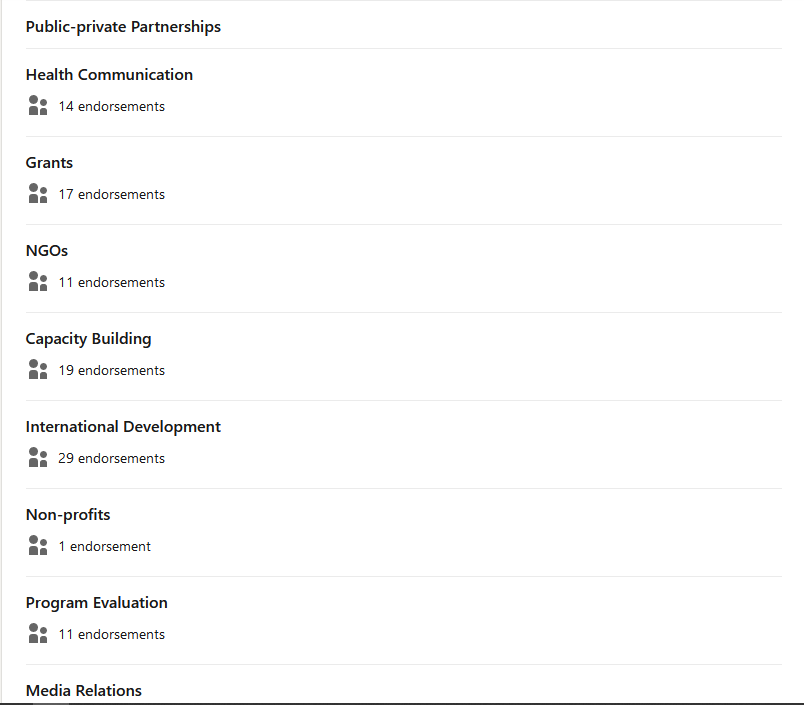 Public-private Partnerships
Health Communication
14 endorsements
Grants
17 endorsements
NGOs
11 endorsements
Capacity Building
19 endorsements
International Development
29 endorsements
Non-profits
1 endorsement
Program Evaluation
11 endorsements
Media Relations